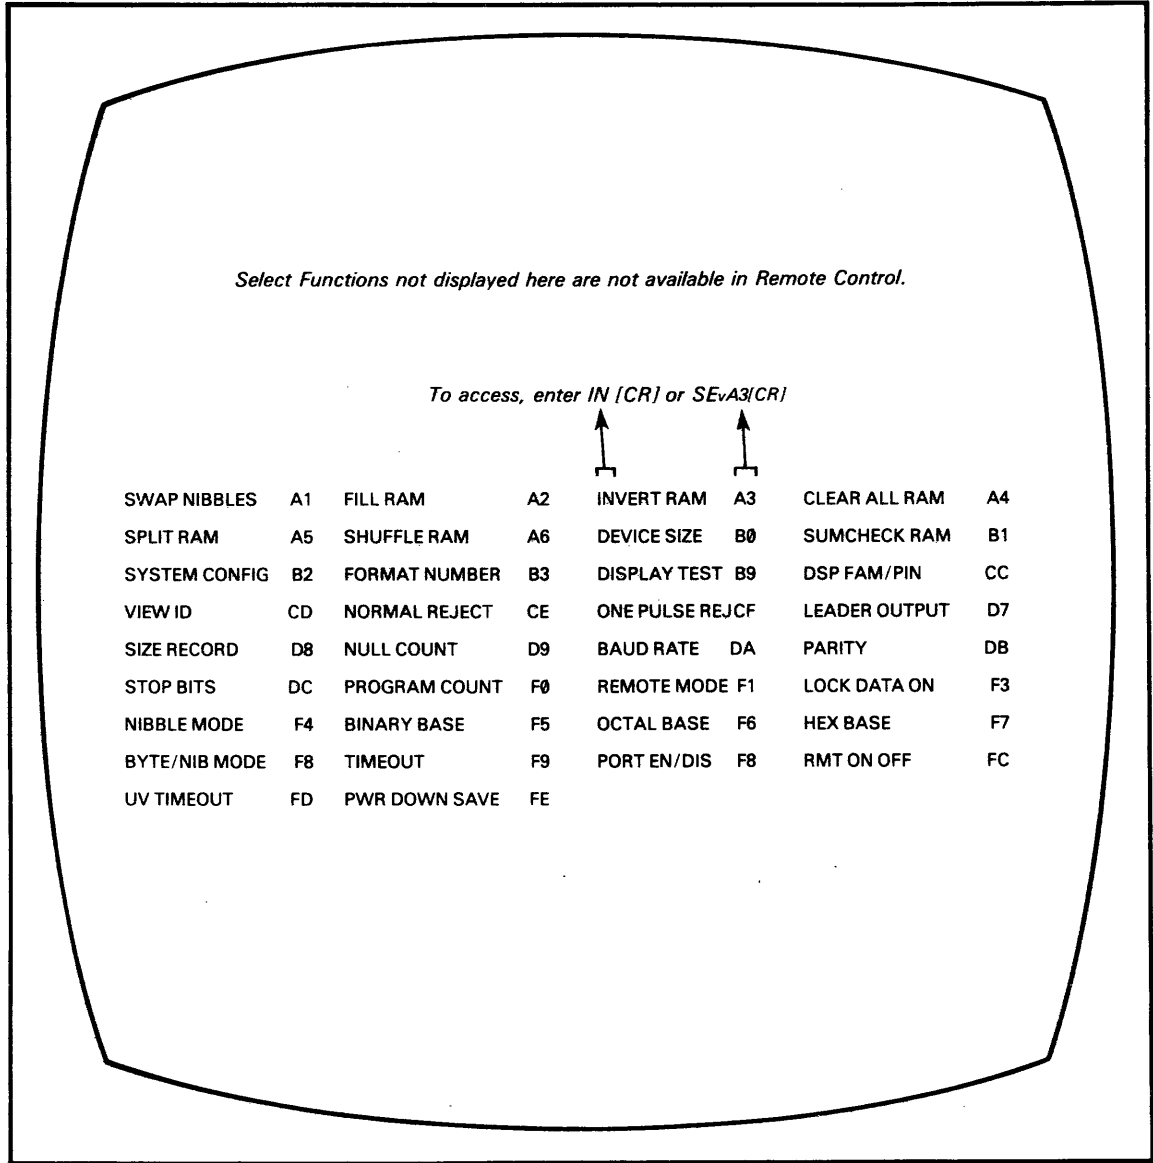 Select Functions not displayed here are not available in Remote Control.
To access, enter IN [CR] or SEvA3[CR]
SWAP NIBBLES A1 FILL RAM A2 INVERT RAM A3 CLEAR ALL RAM A4
SPLIT RAM A5 SHUFFLE RAM A6 DEVICE SIZE B0 SUMCHECK RAM B1
SYSTEM CONFIG B2 FORMAT NUMBER B3 DISPLAY TEST B9 DSP FAM/PIN CC
VIEW ID CD NORMAL REJECT CE ONE PULSE REJ CF LEADER OUTPUT D7
SIZE RECORD D8 NULL COUNT D9 BAUD RATE DA PARITY DB
STOP BITS DC PROGRAM COUNT F0 REMOTE MODE F1 LOCK DATA ON F3
NIBBLE MODE F4 BINARY BASE F5 OCTAL BASE F6 HEX BASE F7
BYTE/NIB MODE F8 TIMEOUT F9 PORT EN/DIS F8 RMT ON OFF FC
UV TIMEOUT FD PWR DOWN SAVE FE